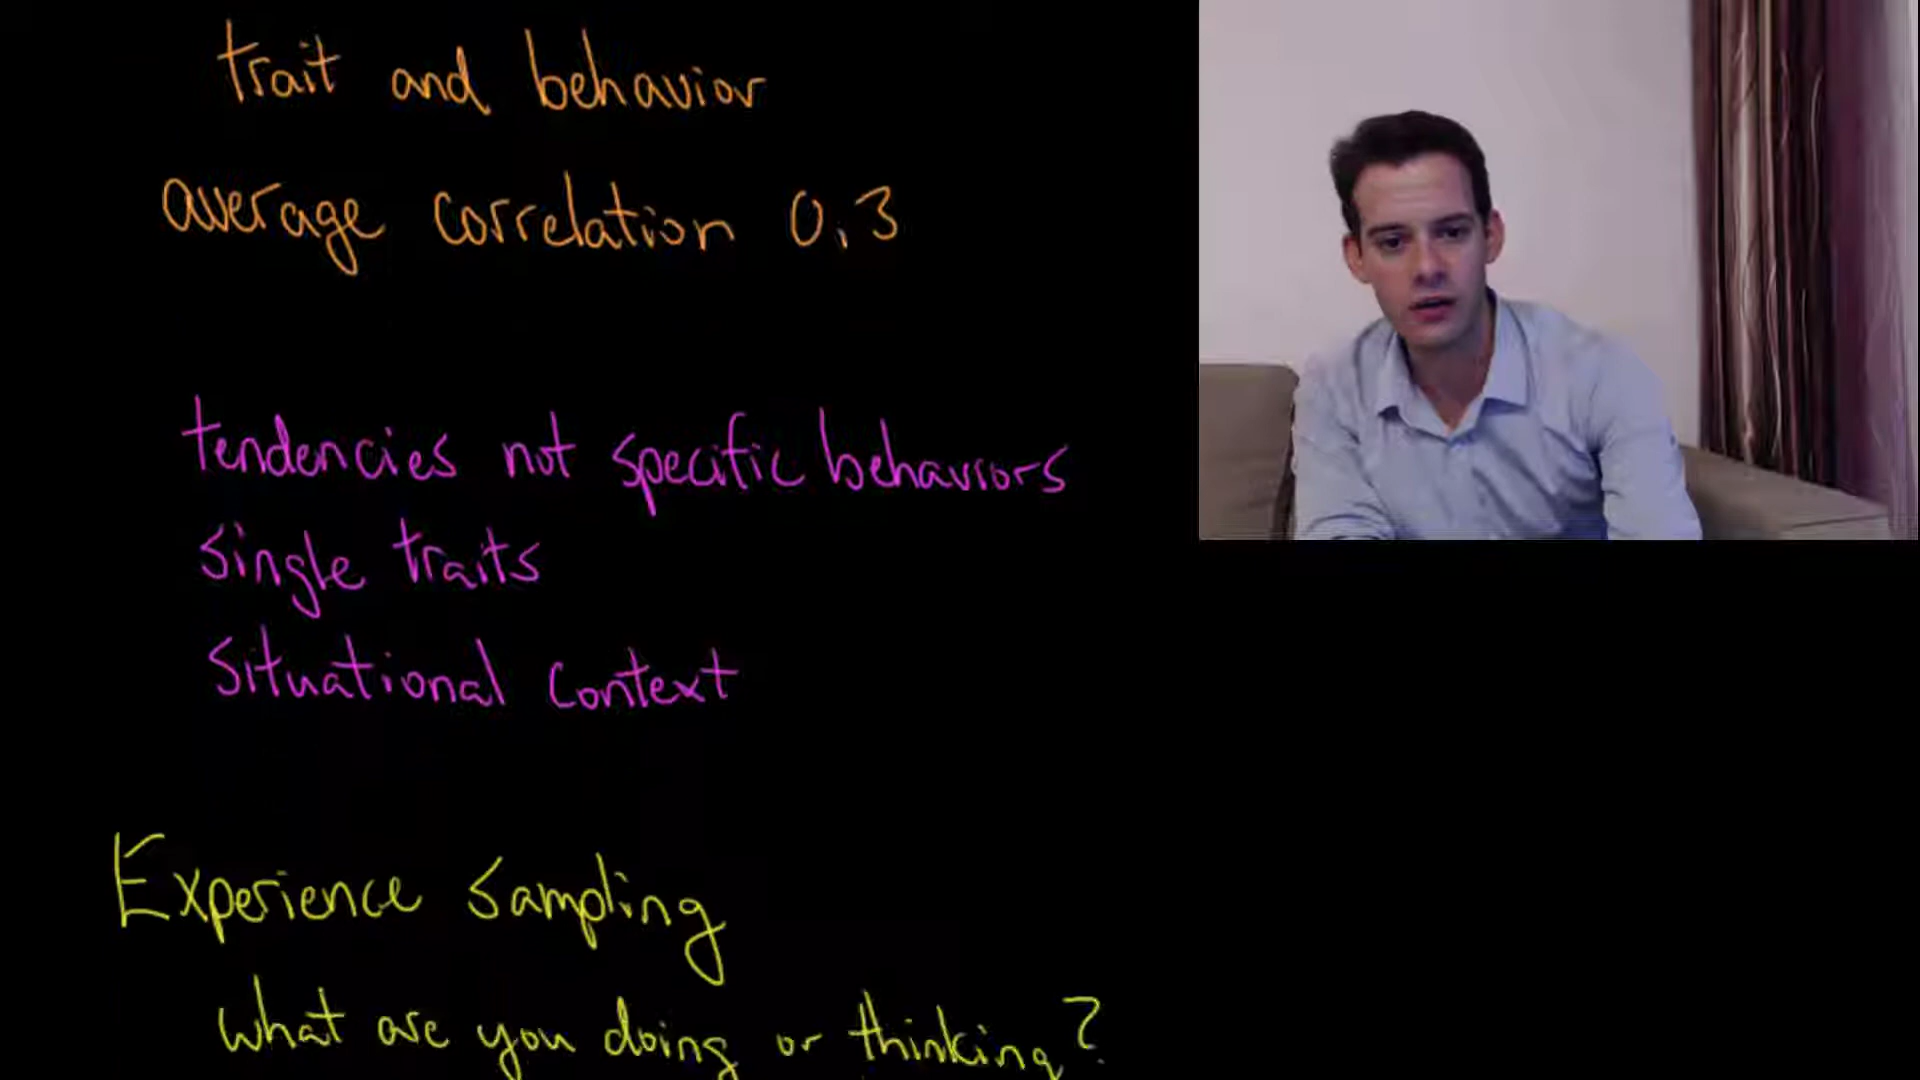 trait and behavior
average correlation 0.3
tendencies not specific behaviors
single traits
situational context
Experience sampling
what are you doing or thinking?